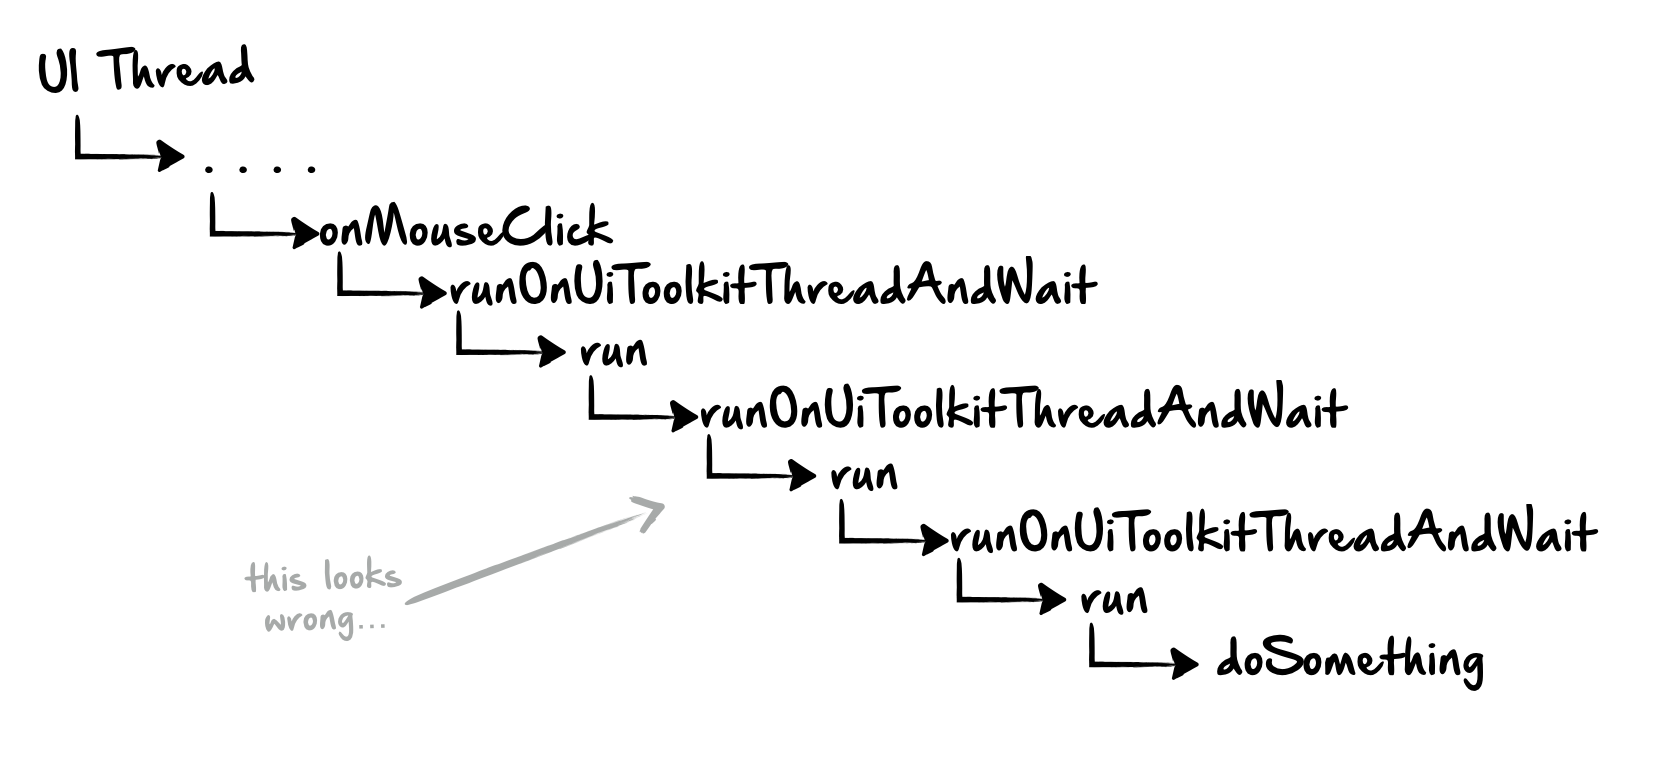 UI Thread
. . . .
onMouseClick
runOnUiToolkitThreadAndWait
run
runOnUiToolkitThreadAndWait
run
runOnUiToolkitThreadAndWait
this looks
wrong...
run
doSomething